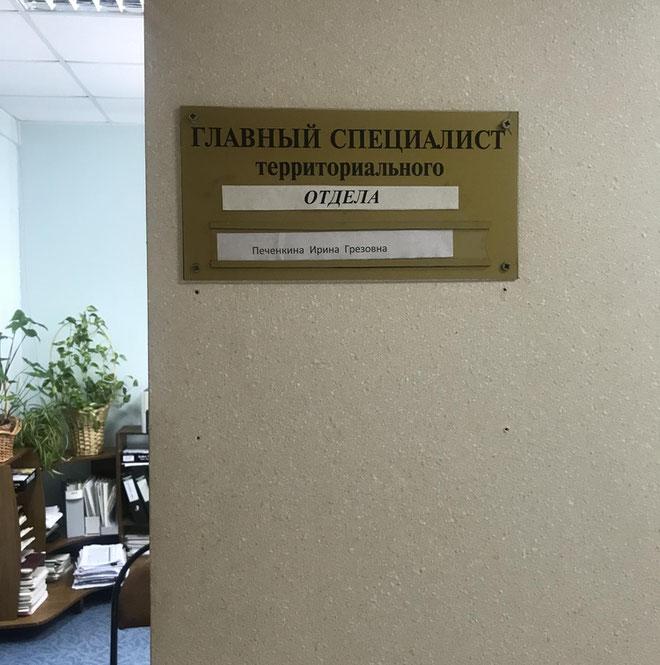 ГЛАВНЫЙ СПЕЦИАЛИСТ
территориального
ОТДЕЛА
Печенкина Ирина Грезовна